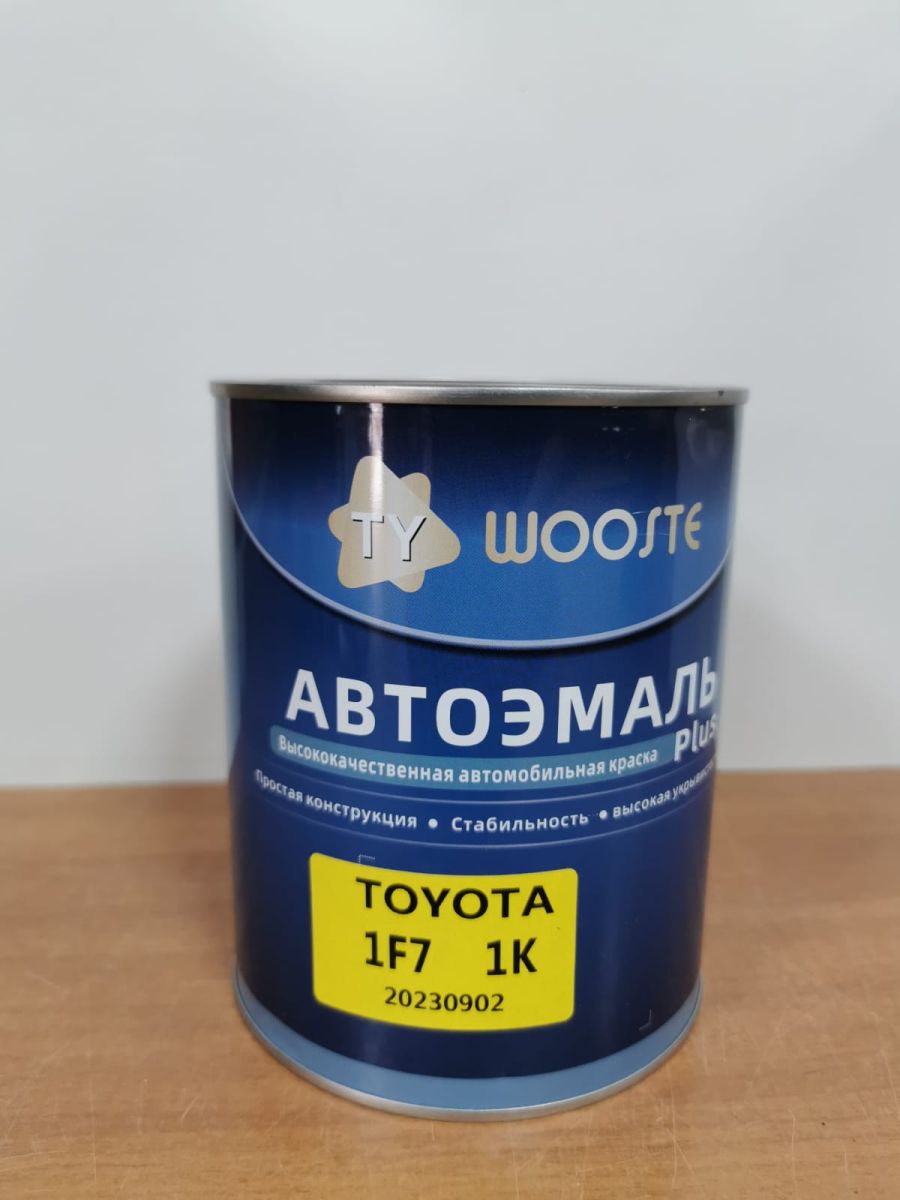 TY WOOSTE
АВТОЭМАЛЬ
Plus
Высококачественная автомобильная краска
Простая конструкция • Стабильность • высокая
TOYOTA
1F7 1K
20230902